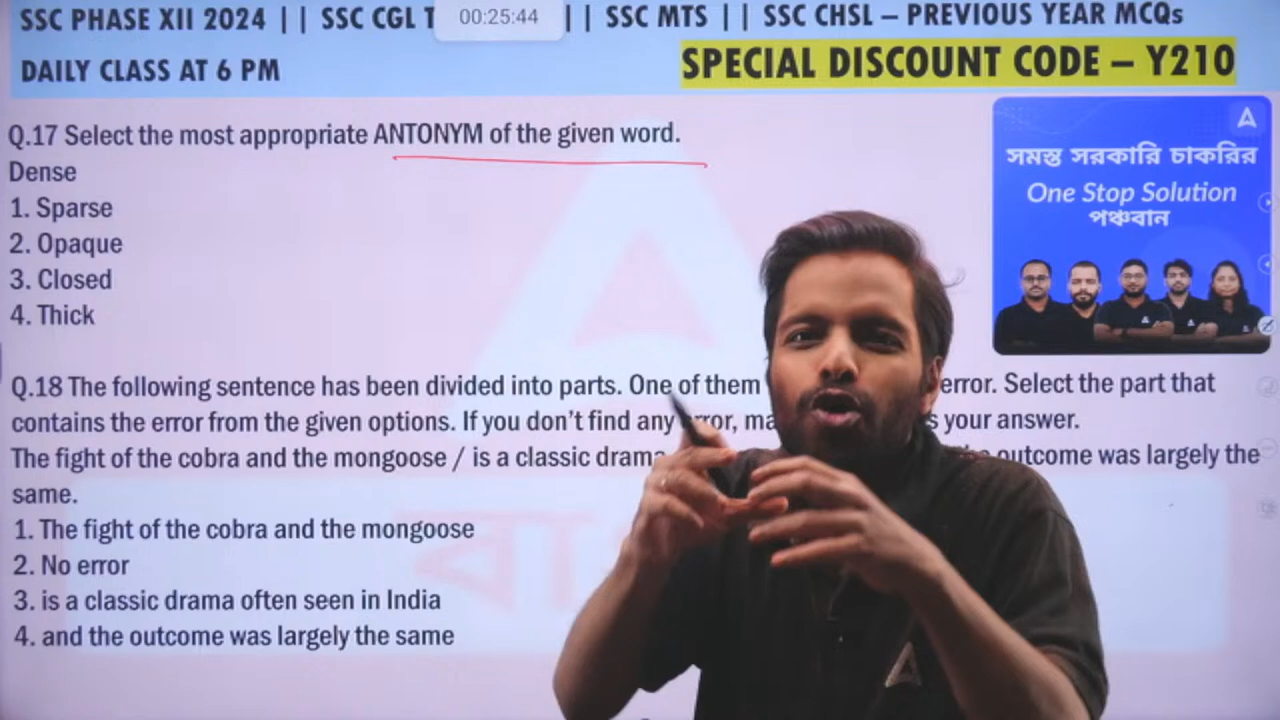 SSC PHASE XII 2024 || SSC CGL T 00:25:44 || SSC MTS || SSC CHSL – PREVIOUS YEAR MCQs
DAILY CLASS AT 6 PM
SPECIAL DISCOUNT CODE – Y210
Q.17 Select the most appropriate ANTONYM of the given word.
Dense
1. Sparse
2. Opaque
3. Closed
4. Thick
সমস্ত সরকারি চাকরির
One Stop Solution
পঞ্চবান
Q.18 The following sentence has been divided into parts. One of them error. Select the part that
contains the error from the given options. If you don't find any error, your answer.
The fight of the cobra and the mongoose / is a classic drama outcome was largely the
same.
1. The fight of the cobra and the mongoose
2. No error
3. is a classic drama often seen in India
4. and the outcome was largely the same